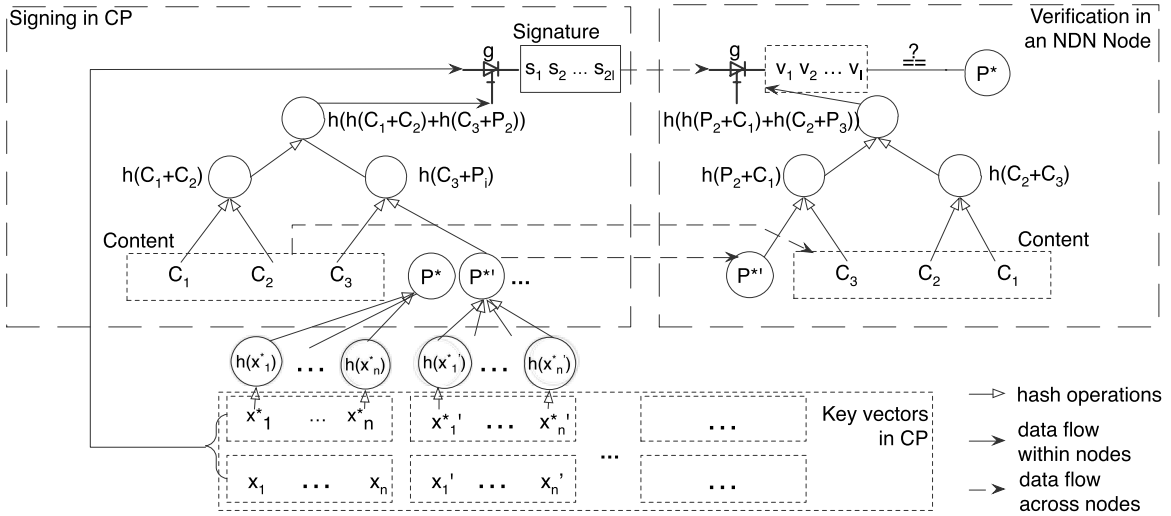 Signing in CP
Signature
g
s1 s2 ... s2l
h(h(C1+C2)+h(C3+P2))
h(C1+C2)
h(C3+Pi)
Content
C1 C2 C3
P* P*' ...
Verification in
an NDN Node
g
v1 v2 ... vl
?
==
P*
h(h(P2+C1)+h(C2+P3))
h(P2+C1)
h(C2+C3)
Content
P*' C3 C2 C1
h(x*1) ... h(x*n) h(x*1') ... h(x*n')
x*1 ... x*n x*1' ... x*n' ...
Key vectors
in CP
...
x1 ... xn x1' ... xn' ...
hash operations
data flow
within nodes
data flow
across nodes